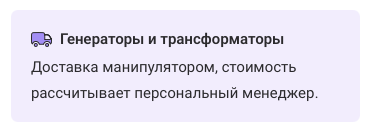 Генераторы и трансформаторы
Доставка манипулятором, стоимость
рассчитывает персональный менеджер.